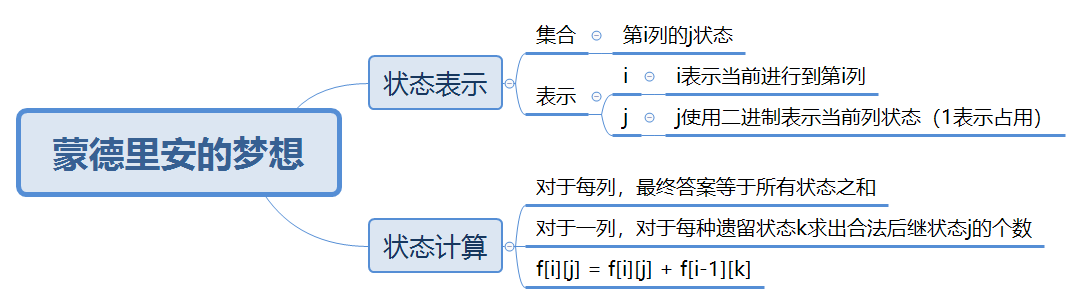 蒙德里安的梦想
状态表示
集合
第i列的j状态
表示
i
i表示当前进行到第i列
j
j使用二进制表示当前列状态（1表示占用）
状态计算
对于每列，最终答案等于所有状态之和
对于一列，对于每种遗留状态k求出合法后继状态j的个数
f[i][j] = f[i][j] + f[i-1][k]